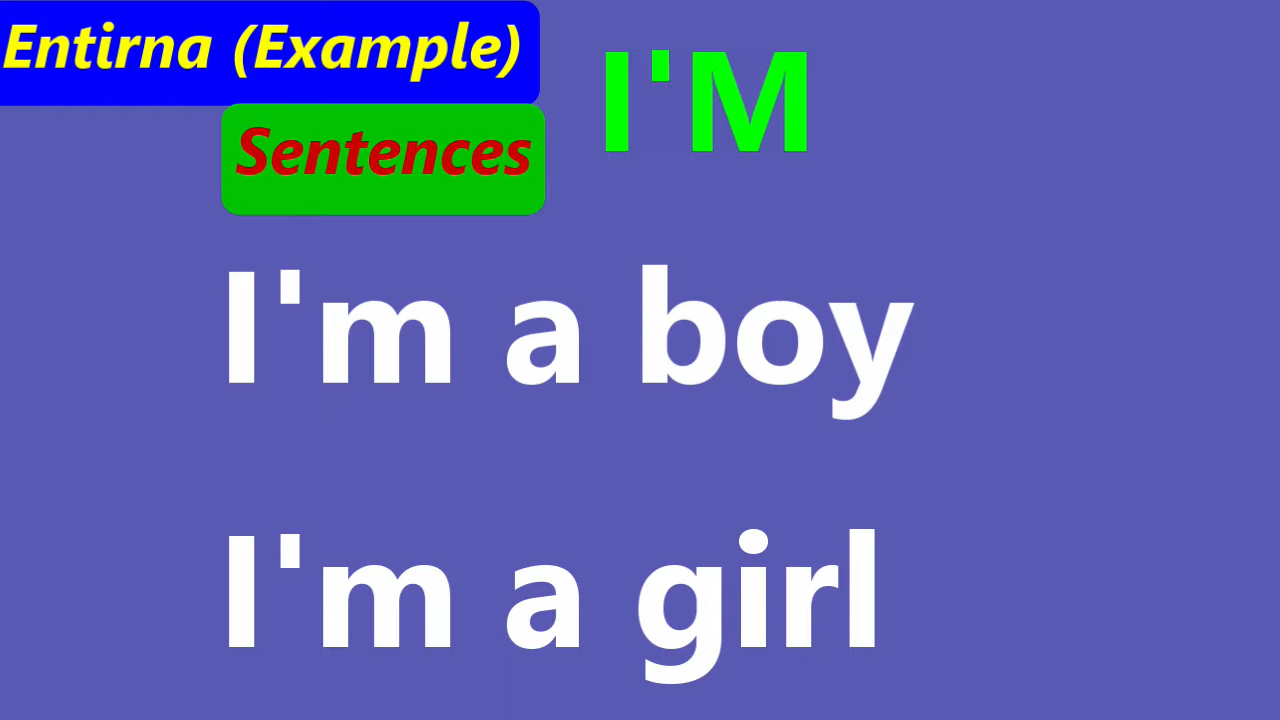 Entirna (Example)
I'M
Sentences
I'm a boy
I'm a girl